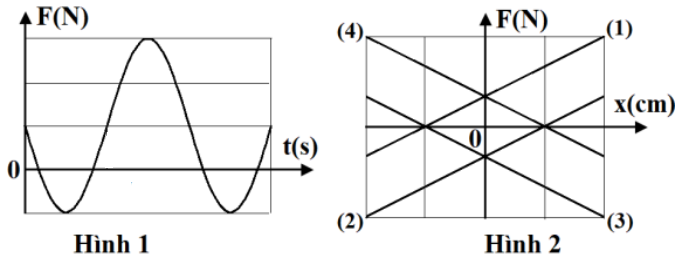 F(N)
0
t(s)
Hình 1
F(N)
(4)
(1)
x(cm)
0
(2)
(3)
Hình 2